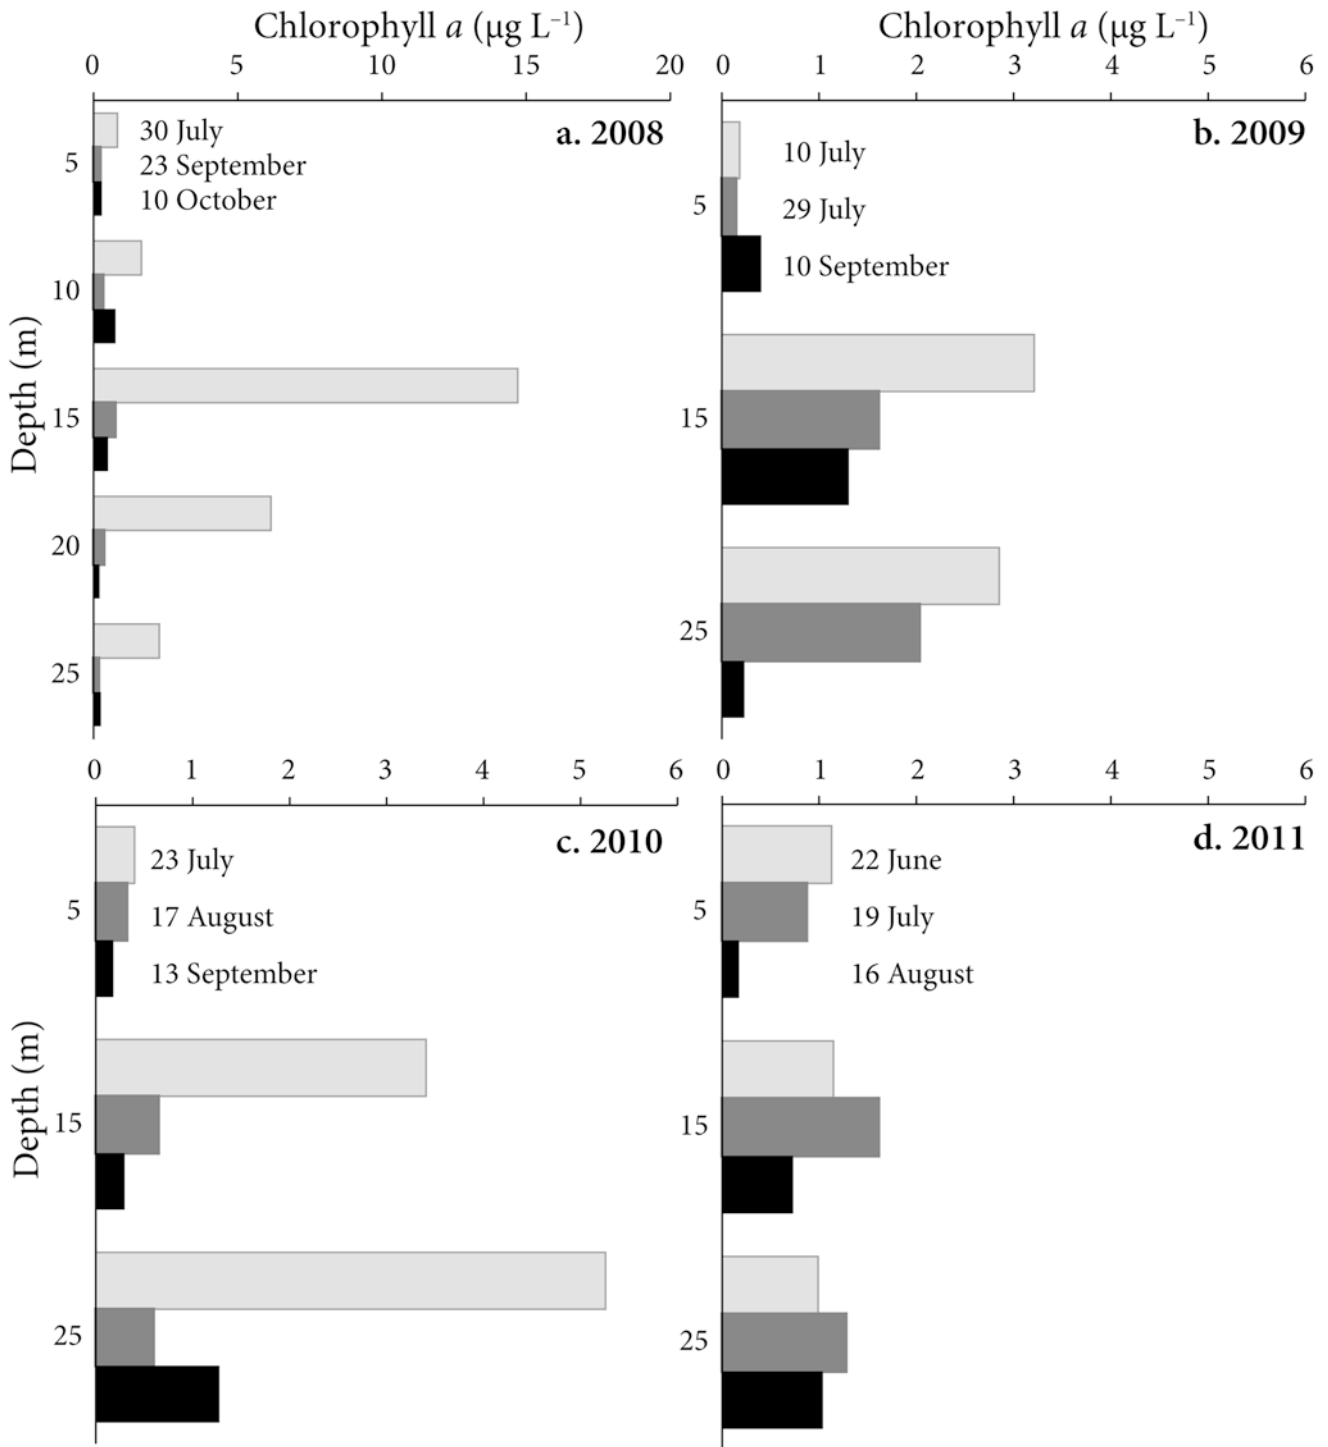 Chlorophyll a (µg L⁻¹)
0 5 10 15 20
a. 2008
30 July
23 September
10 October
Depth (m)
5
10
15
20
25
Chlorophyll a (µg L⁻¹)
0 1 2 3 4 5 6
b. 2009
10 July
29 July
10 September
5
15
25
0 1 2 3 4 5 6
c. 2010
23 July
17 August
13 September
Depth (m)
5
15
25
0 1 2 3 4 5 6
d. 2011
22 June
19 July
16 August
5
15
25